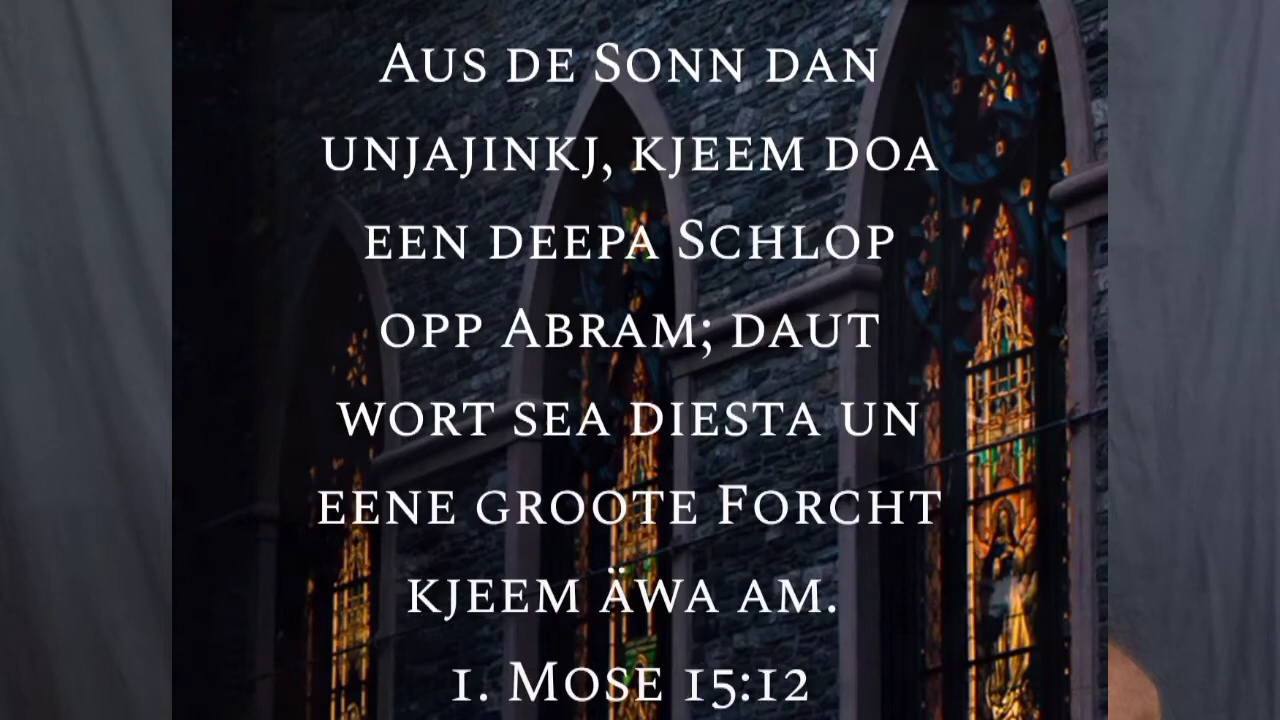 Aus de Sonn dan
unjajinkj, kjeem doa
een deepa Schlop
opp Abram; daut
wort sea diesta un
eene groote Forcht
kjeem äwa am.
1. Mose 15:12